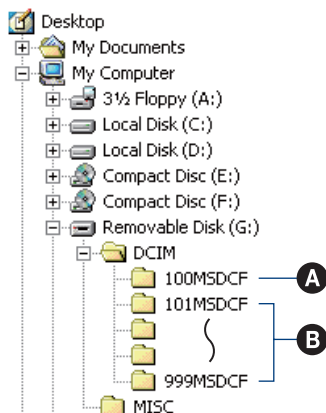 Desktop
My Documents
My Computer
3½ Floppy (A:)
Local Disk (C:)
Local Disk (D:)
Compact Disc (E:)
Compact Disc (F:)
Removable Disk (G:)
DCIM
100MSDCF A
101MSDCF
B
999MSDCF
MISC